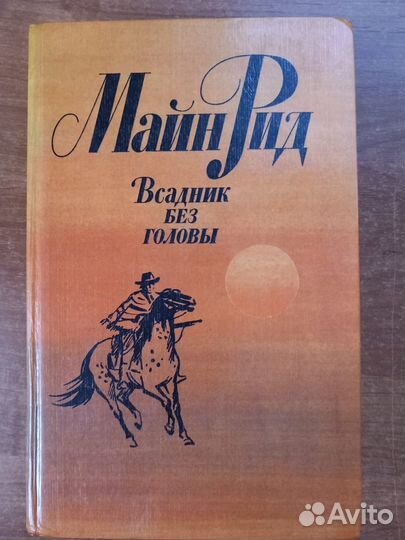 Майн Рид
Всадник
без
головы
Avito